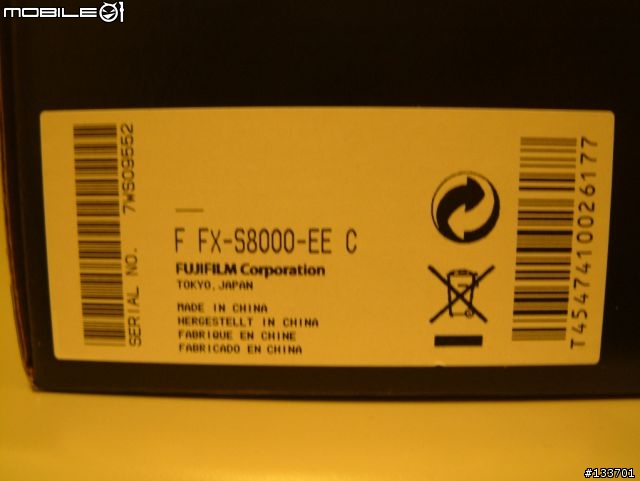 MOBILE01
SERIAL NO. 7WS09552
F FX-S8000-EE C
FUJIFILM Corporation
TOKYO, JAPAN
MADE IN CHINA
HERGESTELLT IN CHINA
FABRIQUE EN CHINE
FABRICADO EN CHINA
T4547410026177
#133701